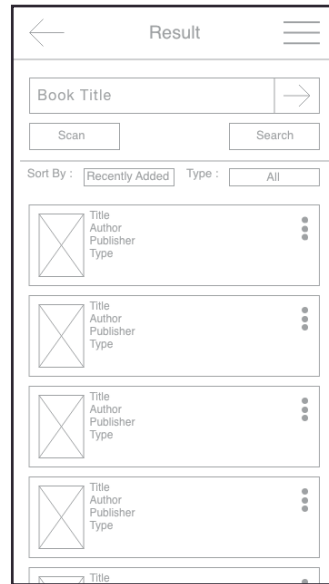 Result
Book Title
Scan Search
Sort By : Recently Added Type : All
Title
Author
Publisher
Type
Title
Author
Publisher
Type
Title
Author
Publisher
Type
Title
Author
Publisher
Type
Title